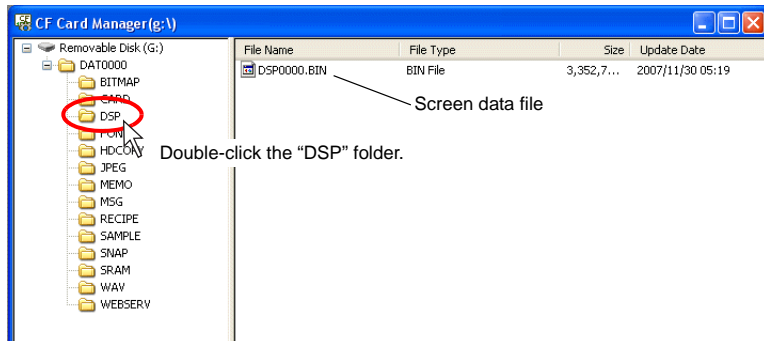 CF Card Manager(g:\)
Removable Disk (G:)
DAT0000
BITMAP
CARD
DSP
FONT
HDCOPY
JPEG
MEMO
MSG
RECIPE
SAMPLE
SNAP
SRAM
WAV
WEBSERV
File Name File Type Size Update Date
DSP0000.BIN BIN File 3,352,7... 2007/11/30 05:19
Screen data file
Double-click the “DSP” folder.